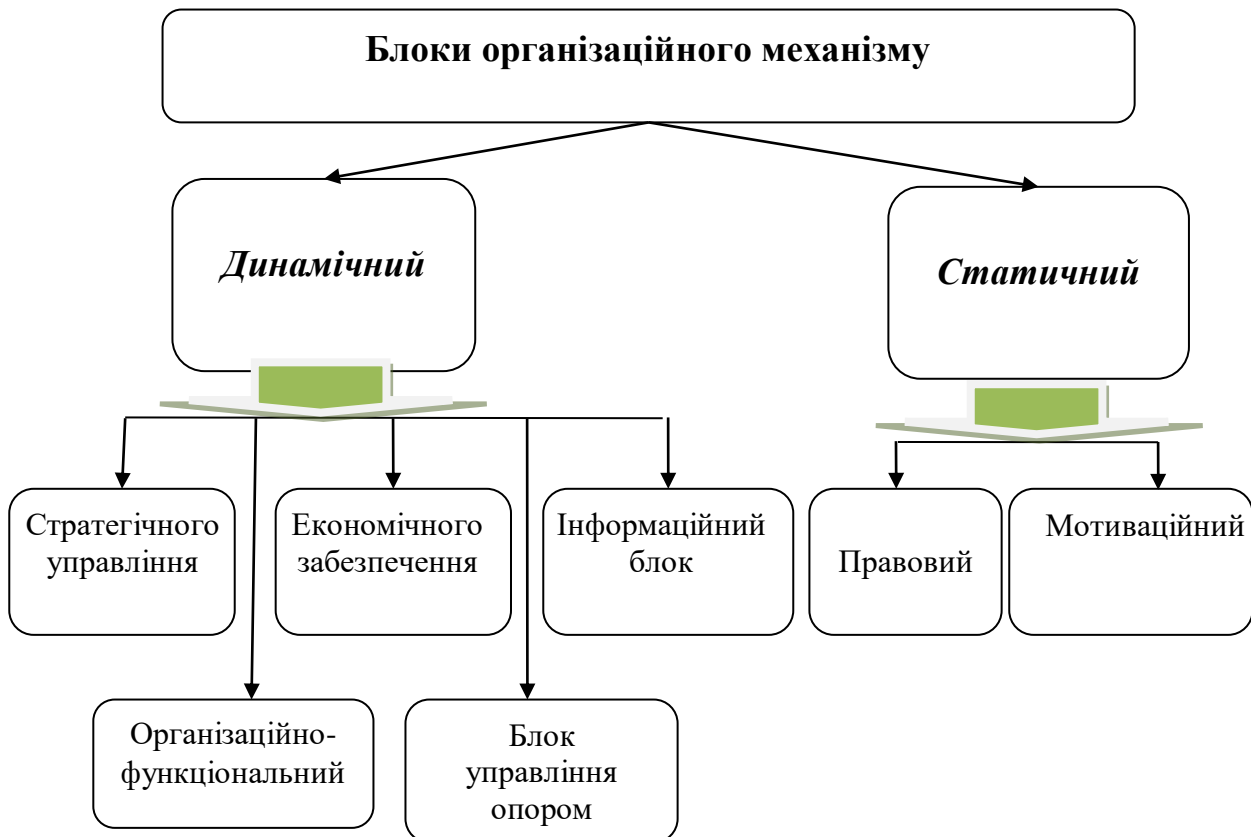 Блоки організаційного механізму
Динамічний
Статичний
Стратегічного
управління
Економічного
забезпечення
Інформаційний
блок
Правовий
Мотиваційний
Організаційно-
функціональний
Блок
управління
опором